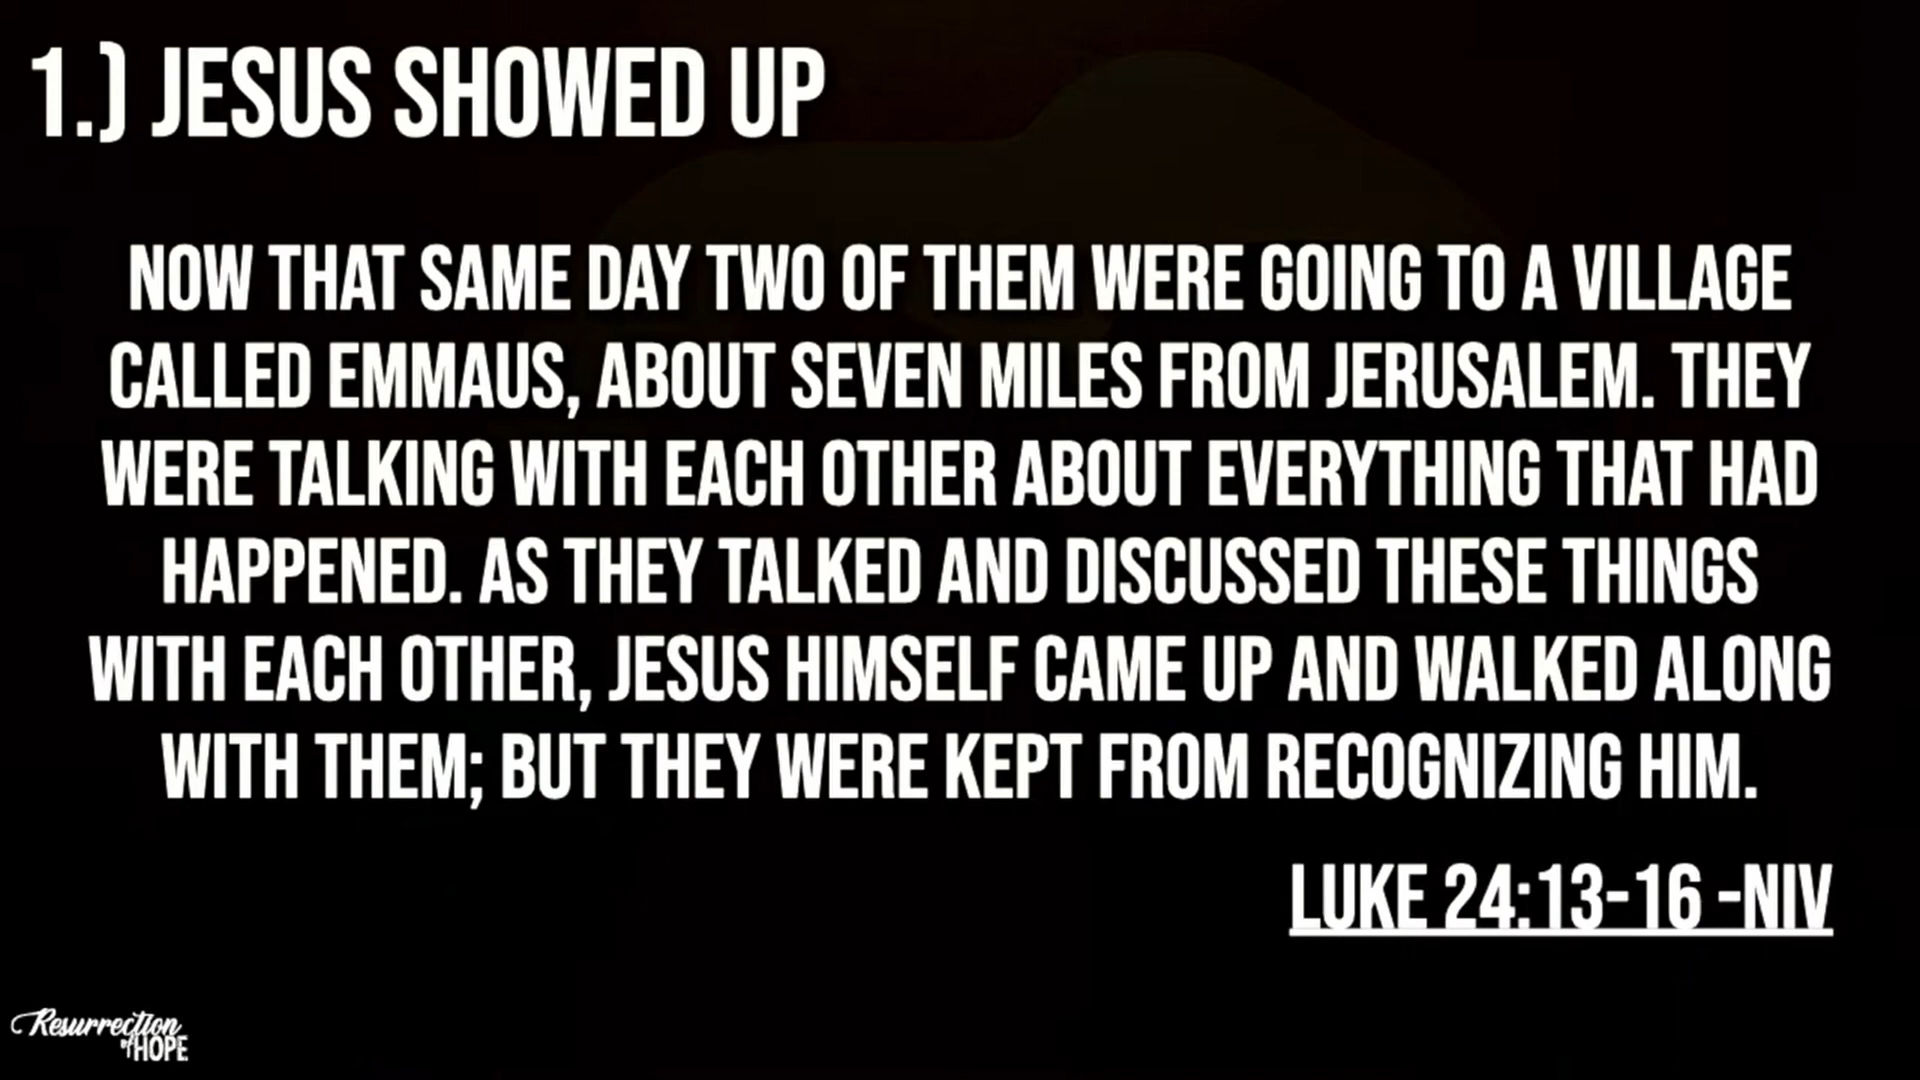 1.) JESUS SHOWED UP
NOW THAT SAME DAY TWO OF THEM WERE GOING TO A VILLAGE
CALLED EMMAUS, ABOUT SEVEN MILES FROM JERUSALEM. THEY
WERE TALKING WITH EACH OTHER ABOUT EVERYTHING THAT HAD
HAPPENED. AS THEY TALKED AND DISCUSSED THESE THINGS
WITH EACH OTHER, JESUS HIMSELF CAME UP AND WALKED ALONG
WITH THEM; BUT THEY WERE KEPT FROM RECOGNIZING HIM.
LUKE 24:13-16 -NIV
Resurrection
of HOPE